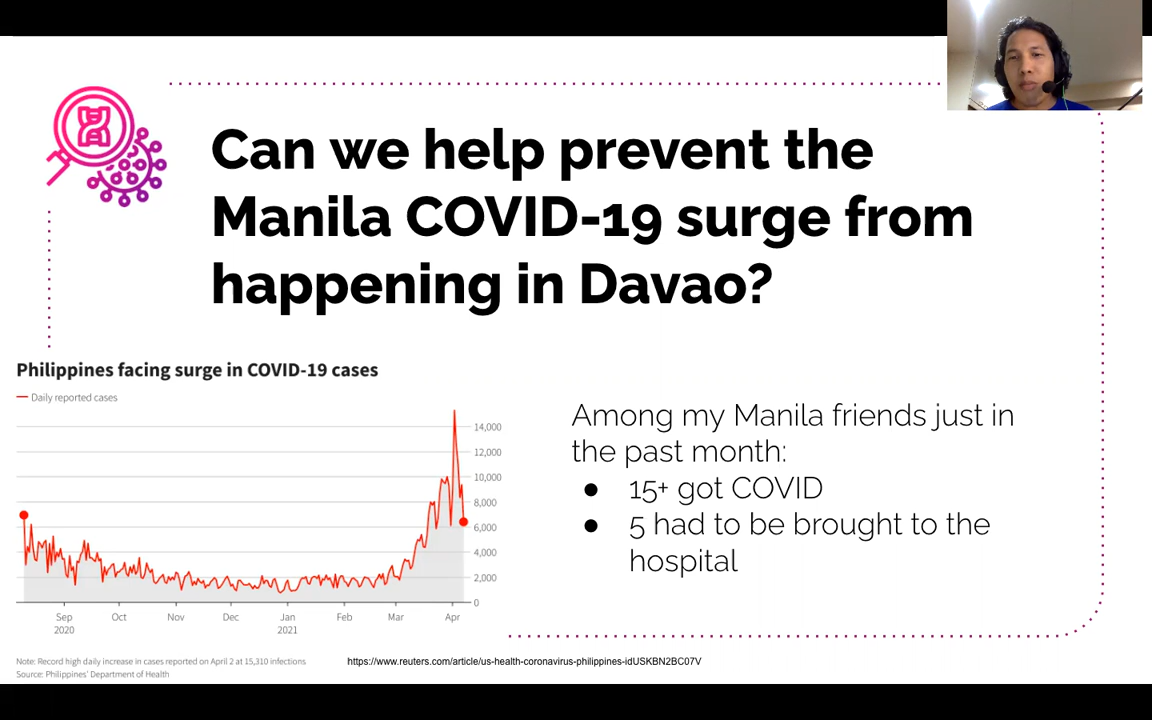 Can we help prevent the
Manila COVID-19 surge from
happening in Davao?
Philippines facing surge in COVID-19 cases
Daily reported cases
14,000
12,000
10,000
8,000
6,000
4,000
2,000
0
Sep Oct Nov Dec Jan Feb Mar Apr
2020 2021
Note: Record high daily increase in cases reported on April 2 at 15,310 infections
Source: Philippines' Department of Health
Among my Manila friends just in
the past month:
● 15+ got COVID
● 5 had to be brought to the
hospital
https://www.reuters.com/article/us-health-coronavirus-philippines-idUSKBN2BC07V